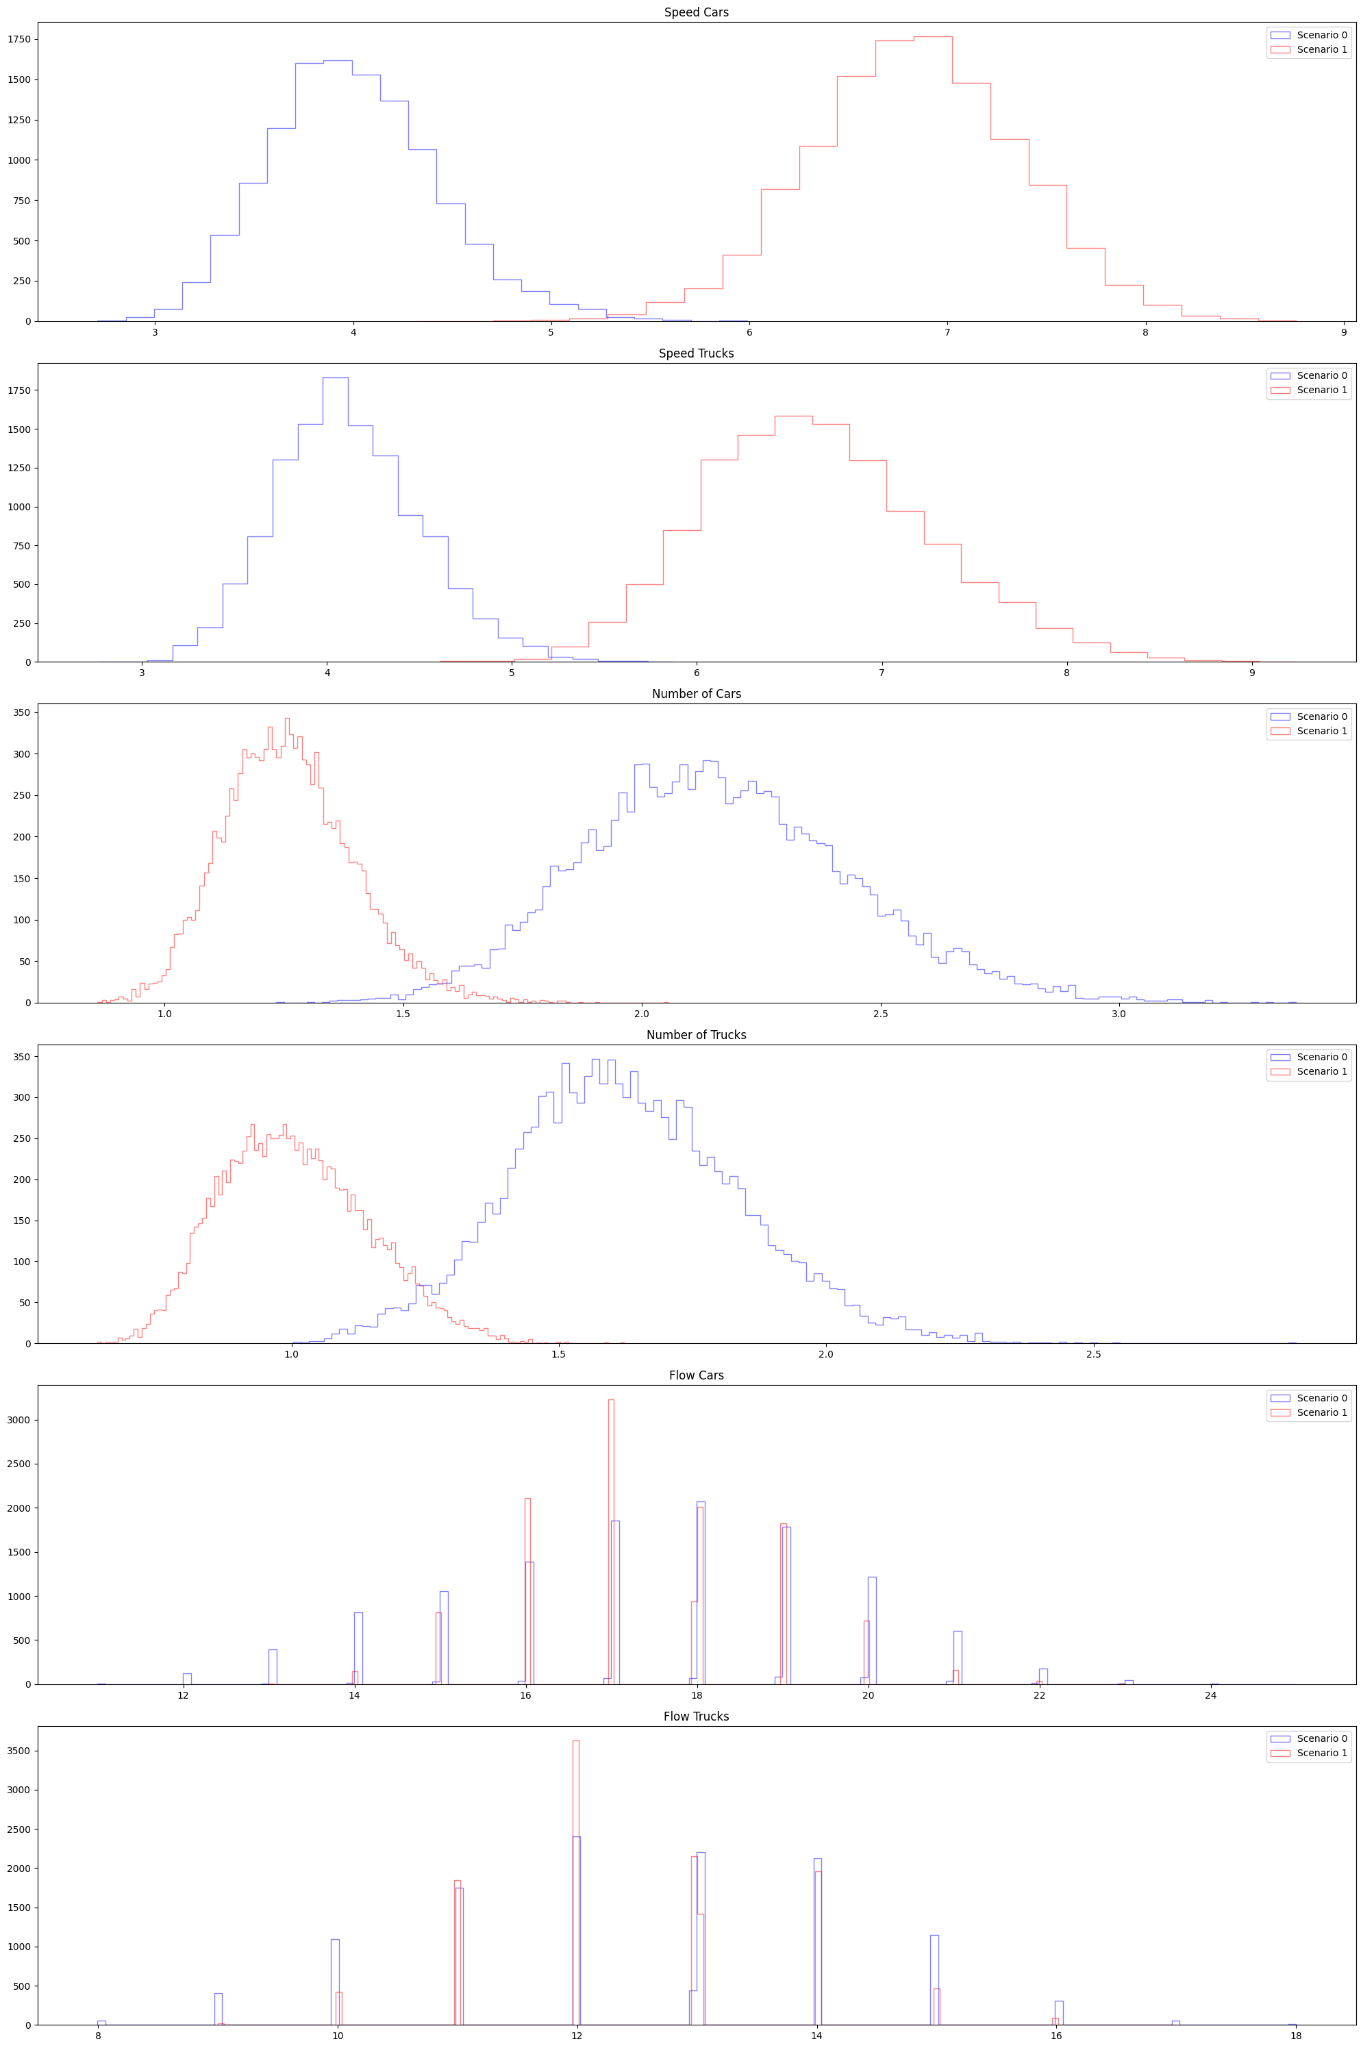 Speed Cars
Scenario 0
Scenario 1
1750
1500
1250
1000
750
500
250
0
3 4 5 6 7 8 9
Speed Trucks
Scenario 0
Scenario 1
1750
1500
1250
1000
750
500
250
0
3 4 5 6 7 8 9
Number of Cars
Scenario 0
Scenario 1
350
300
250
200
150
100
50
0
1.0 1.5 2.0 2.5 3.0
Number of Trucks
Scenario 0
Scenario 1
350
300
250
200
150
100
50
0
1.0 1.5 2.0 2.5
Flow Cars
Scenario 0
Scenario 1
3000
2500
2000
1500
1000
500
0
12 14 16 18 20 22 24
Flow Trucks
Scenario 0
Scenario 1
3500
3000
2500
2000
1500
1000
500
0
8 10 12 14 16 18